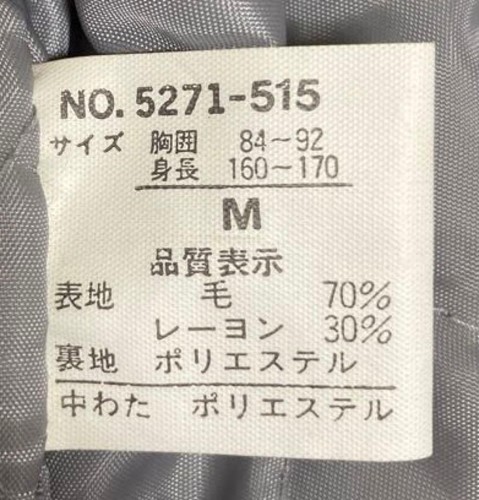 NO. 5271-515
サイズ 胸囲 84~92
身長 160~170
M
品質表示
表地 毛 70%
レーヨン 30%
裏地 ポリエステル
中わた ポリエステル